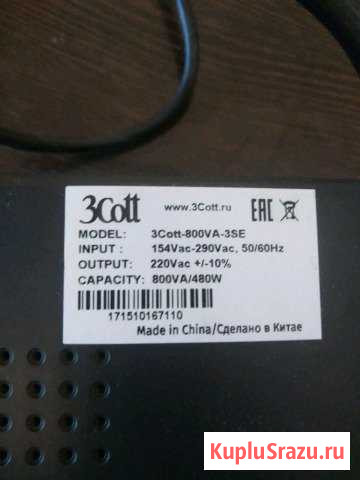 3Cott
www.3Cott.ru
EAC
MODEL: 3Cott-800VA-3SE
INPUT : 154Vac-290Vac, 50/60Hz
OUTPUT: 220Vac +/-10%
CAPACITY: 800VA/480W
171510167110
Made in China/Сделано в Китае
KupluSrazu.ru